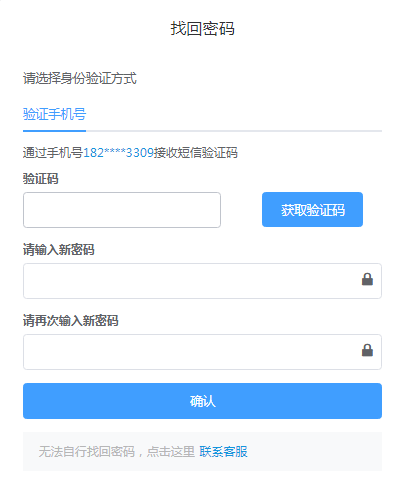 找回密码
请选择身份验证方式
验证手机号
通过手机号182****3309接收短信验证码
验证码
获取验证码
请输入新密码
请再次输入新密码
确认
无法自行找回密码，点击这里 联系客服